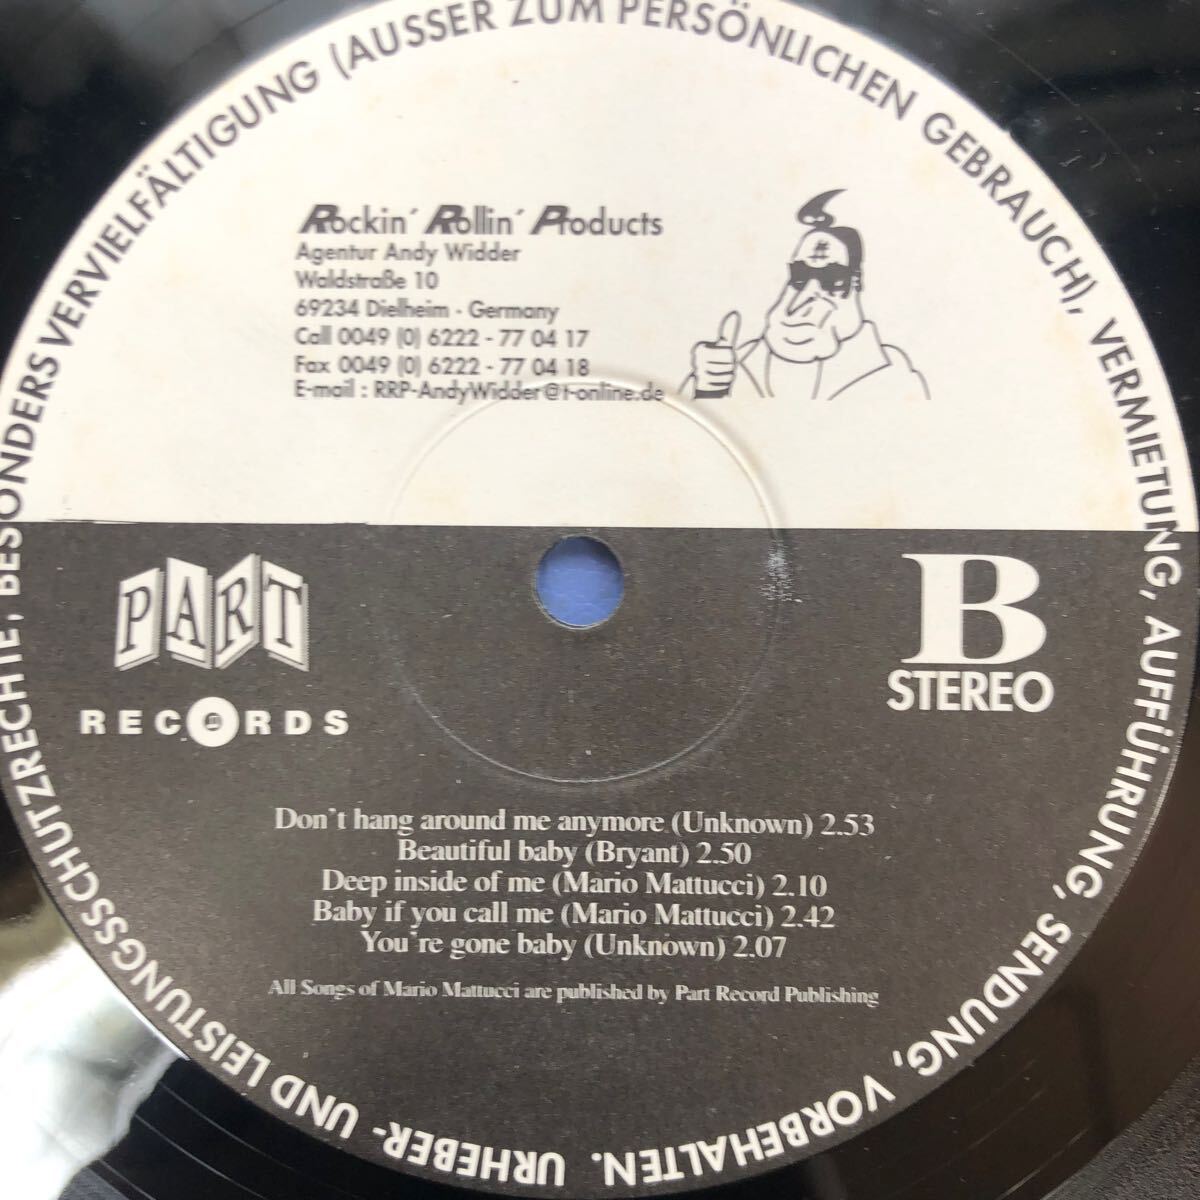 Rockin´ Rollin´ Products
Agentur Andy Widder
Waldstraße 10
69234 Dielheim - Germany
Call 0049 (0) 6222 - 77 04 17
Fax 0049 (0) 6222 - 77 04 18
E-mail : RRP-AndyWidder@t-online.de
#
PART
RECORDS
B
STEREO
Don't hang around me anymore (Unknown) 2.53
Beautiful baby (Bryant) 2.50
Deep inside of me (Mario Mattucci) 2.10
Baby if you call me (Mario Mattucci) 2.42
You're gone baby (Unknown) 2.07
All Songs of Mario Mattucci are published by Part Record Publishing
URHEBER- UND LEISTUNGSSCHUTZRECHTE, BESONDERS VERVIELFÄLTIGUNG (AUSSER ZUM PERSÖNLICHEN GEBRAUCH), VERMIETUNG, AUFFÜHRUNG, SENDUNG, VORBEHALTEN.